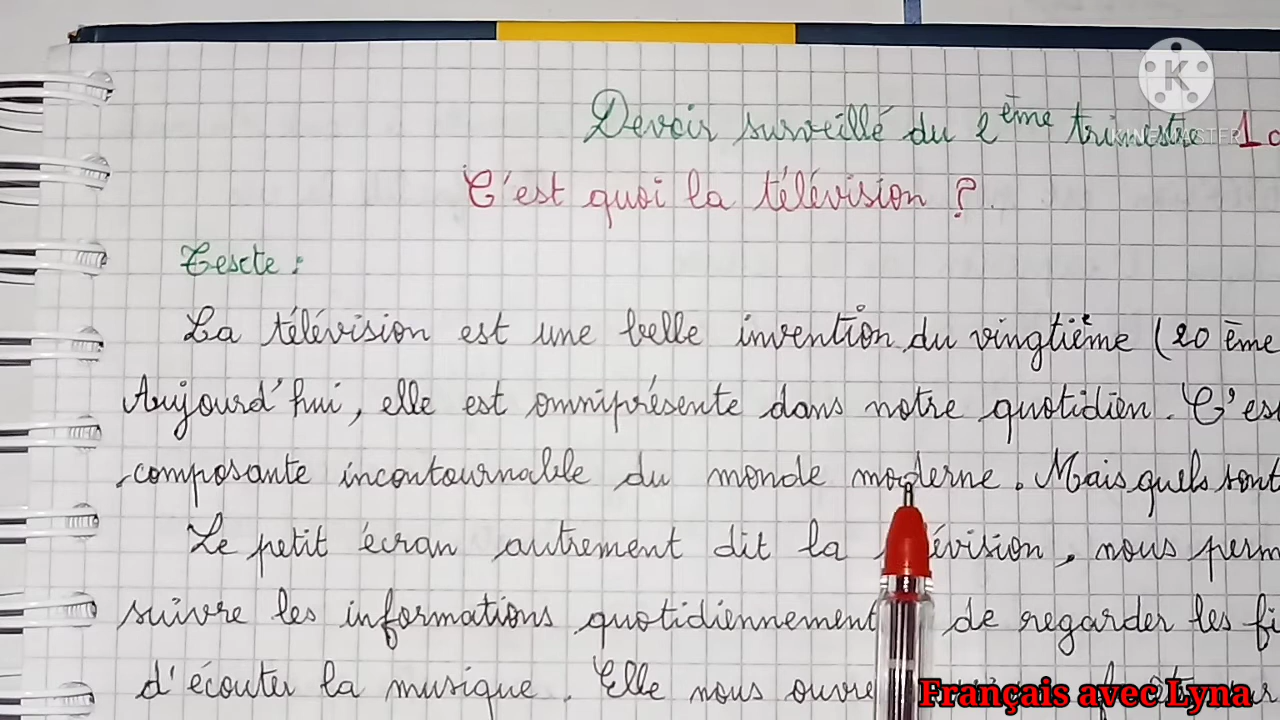 Devoir surveillé du 2ème trimestre
C'est quoi la télévision ?
Texte :
La télévision est une belle invention du vingtième (20 ème
Aujourd'hui, elle est omniprésente dans notre quotidien. C'es
composante incontournable du monde moderne. Mais quels sont
Le petit écran autrement dit la évision, nous perm
suivre les informations quotidiennement de regarder les fi
d'écouter la musique. Elle nous ouvre
Français avec Lyna